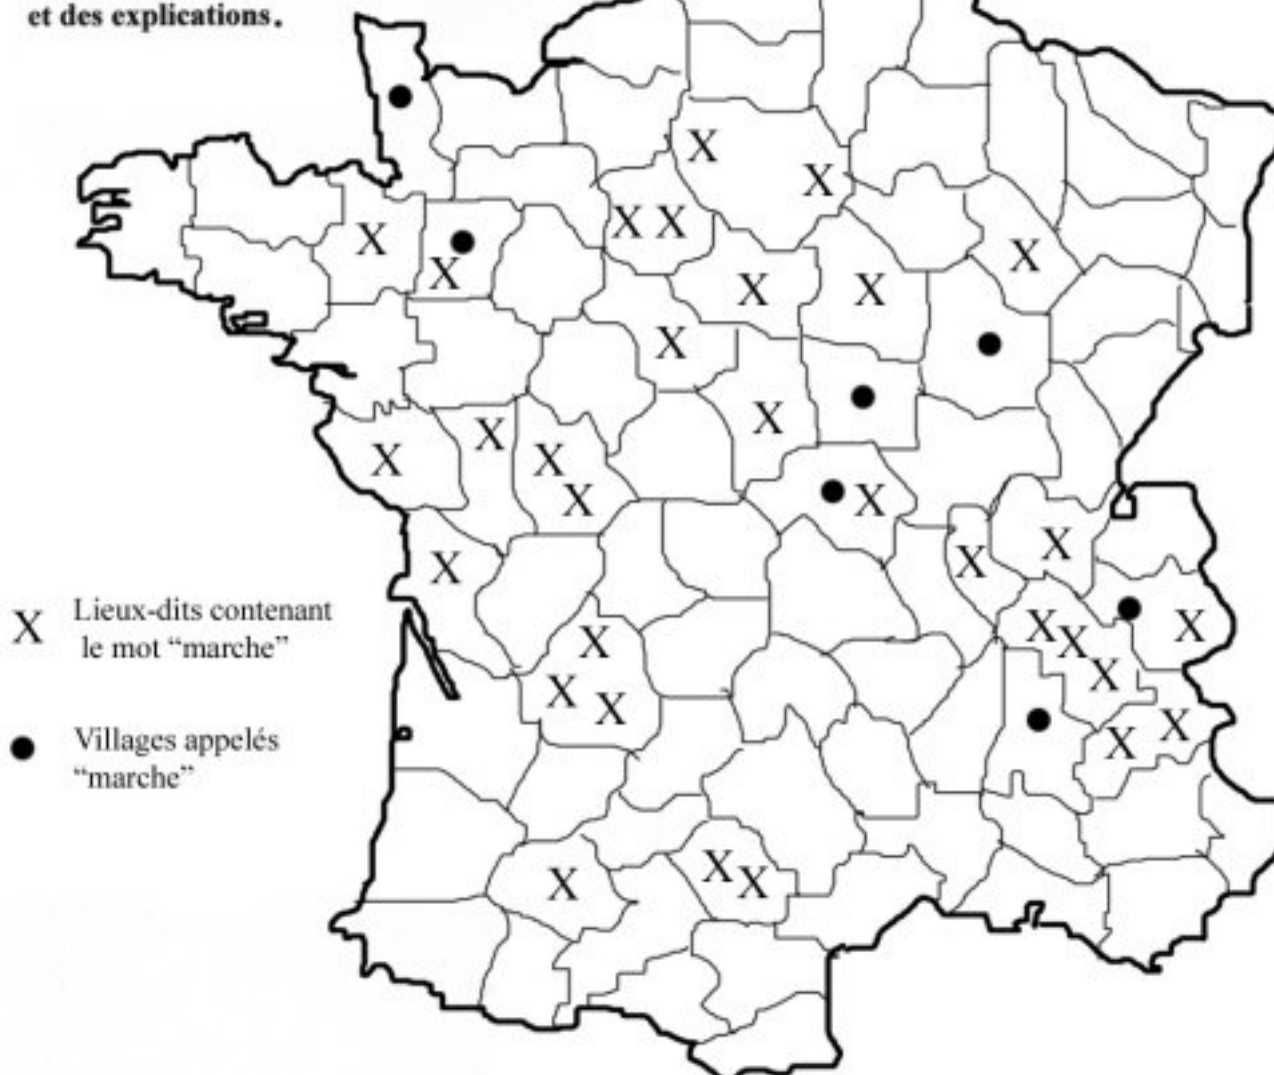 et des explications.
X Lieux-dits contenant
le mot “marche”
Villages appelés
“marche”